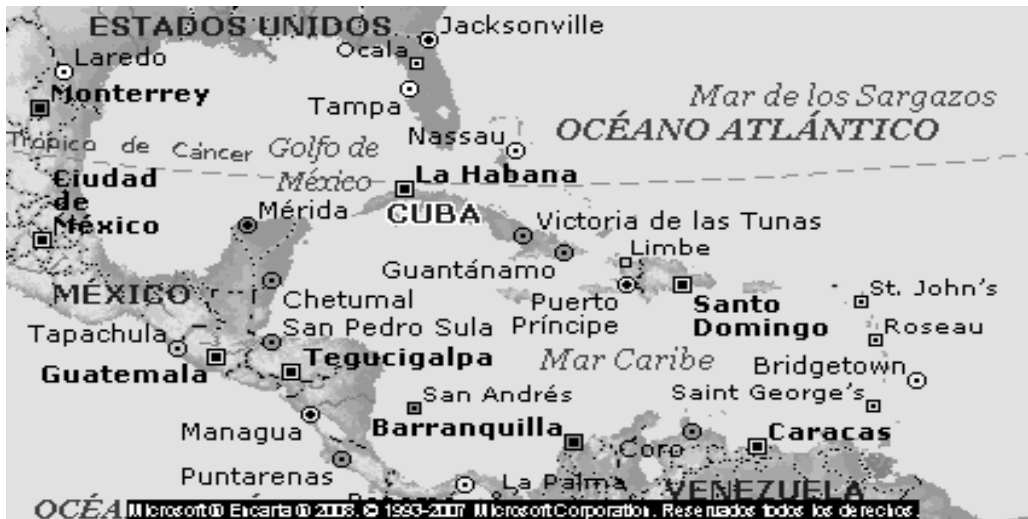 ESTADOS UNIDOS
Jacksonville
Ocala
Laredo
Monterrey
Tampa
Mar de los Sargazos
OCÉANO ATLÁNTICO
Nassau
Trópico de Cáncer
Golfo de
México
La Habana
Ciudad
de
México
Mérida
CUBA
Victoria de las Tunas
Limbe
Guantánamo
MÉXICO
Chetumal
Puerto
Príncipe
Santo
Domingo
St. John's
Tapachula
San Pedro Sula
Roseau
Guatemala
Tegucigalpa
Mar Caribe
Bridgetown
San Andrés
Saint George's
Managua
Barranquilla
Coro
Caracas
Puntarenas
La Palma
VENEZUELA
Microsoft® Encarta® 2008. © 1993-2007 Microsoft Corporation. Reservados todos los derechos.